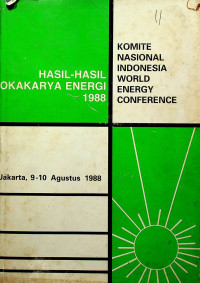 HASIL-HASIL
OKAKARYA ENERGI
1988
KOMITE
NASIONAL
INDONESIA
WORLD
ENERGY
CONFERENCE
Jakarta, 9-10 Agustus 1988